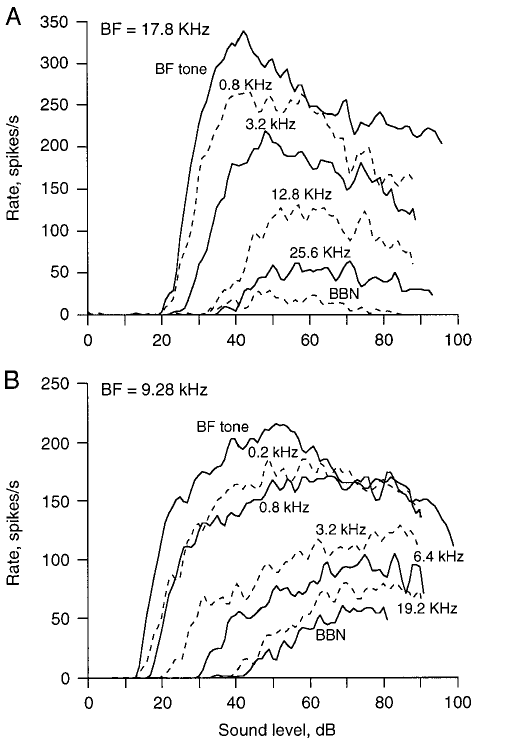 A
BF = 17.8 KHz
350
300
250
200
150
100
50
0
Rate, spikes/s
BF tone
0.8 KHz
3.2 kHz
12.8 KHz
25.6 KHz
BBN
0 20 40 60 80 100
B
BF = 9.28 kHz
250
200
150
100
50
0
Rate, spikes/s
BF tone
0.2 kHz
0.8 kHz
3.2 kHz
6.4 kHz
19.2 KHz
BBN
0 20 40 60 80 100
Sound level, dB